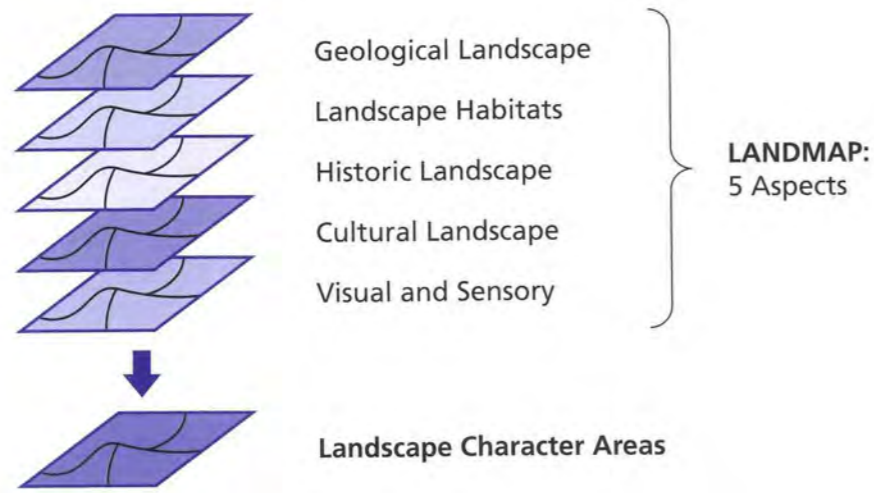 Geological Landscape
Landscape Habitats
Historic Landscape
Cultural Landscape
Visual and Sensory
LANDMAP:
5 Aspects
Landscape Character Areas